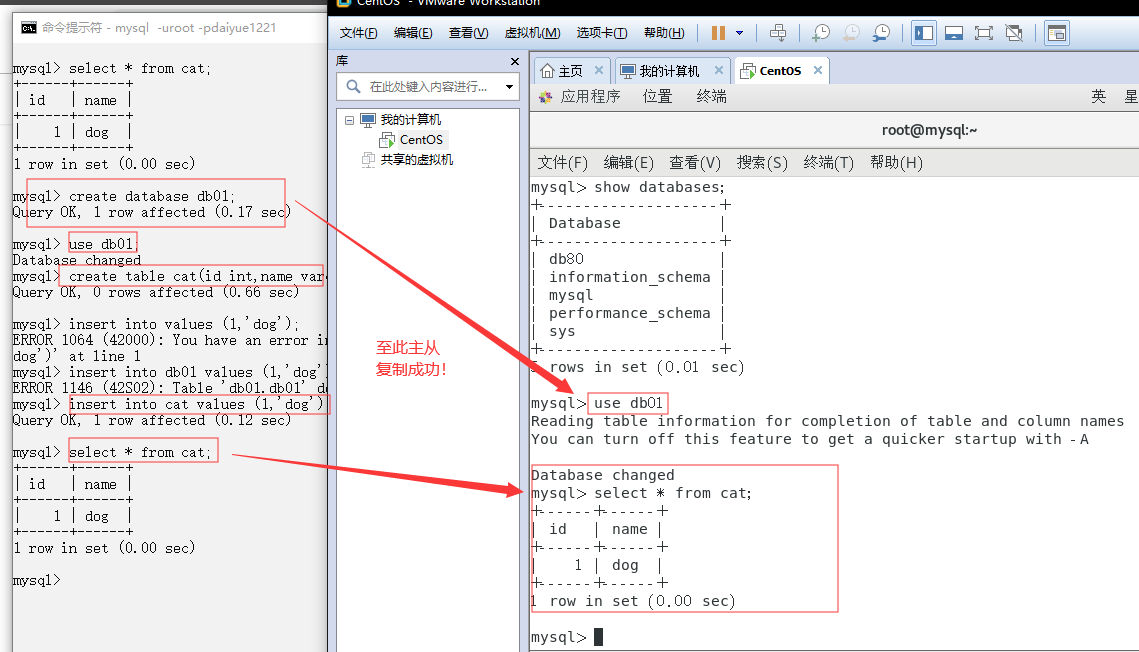 命令提示符 - mysql  -uroot -pdaiyue1221
mysql> select * from cat;
+------+------+
| id   | name |
+------+------+
|    1 | dog  |
+------+------+
1 row in set (0.00 sec)
mysql> create database db01;
Query OK, 1 row affected (0.17 sec)
mysql> use db01;
Database changed
mysql> create table cat(id int,name var
Query OK, 0 rows affected (0.66 sec)
mysql> insert into values (1,'dog');
ERROR 1064 (42000): You have an error in
dog')' at line 1
mysql> insert into db01 values (1,'dog'
ERROR 1146 (42S02): Table 'db01.db01' do
mysql> insert into cat values (1,'dog')
Query OK, 1 row affected (0.12 sec)
mysql> select * from cat;
+------+------+
| id   | name |
+------+------+
|    1 | dog  |
+------+------+
1 row in set (0.00 sec)
mysql>
CentOS - VMware Workstation
文件(F) 编辑(E) 查看(V) 虚拟机(M) 选项卡(T) 帮助(H)
库
在此处键入内容进行...
我的计算机
CentOS
共享的虚拟机
至此主从
复制成功！
主页 我的计算机 CentOS
应用程序 位置 终端 英 星
root@mysql:~
文件(F) 编辑(E) 查看(V) 搜索(S) 终端(T) 帮助(H)
mysql> show databases;
+--------------------+
| Database           |
+--------------------+
| db80               |
| information_schema |
| mysql              |
| performance_schema |
| sys                |
+--------------------+
5 rows in set (0.01 sec)
mysql> use db01
Reading table information for completion of table and column names
You can turn off this feature to get a quicker startup with -A
Database changed
mysql> select * from cat;
+------+------+
| id   | name |
+------+------+
|    1 | dog  |
+------+------+
1 row in set (0.00 sec)
mysql>